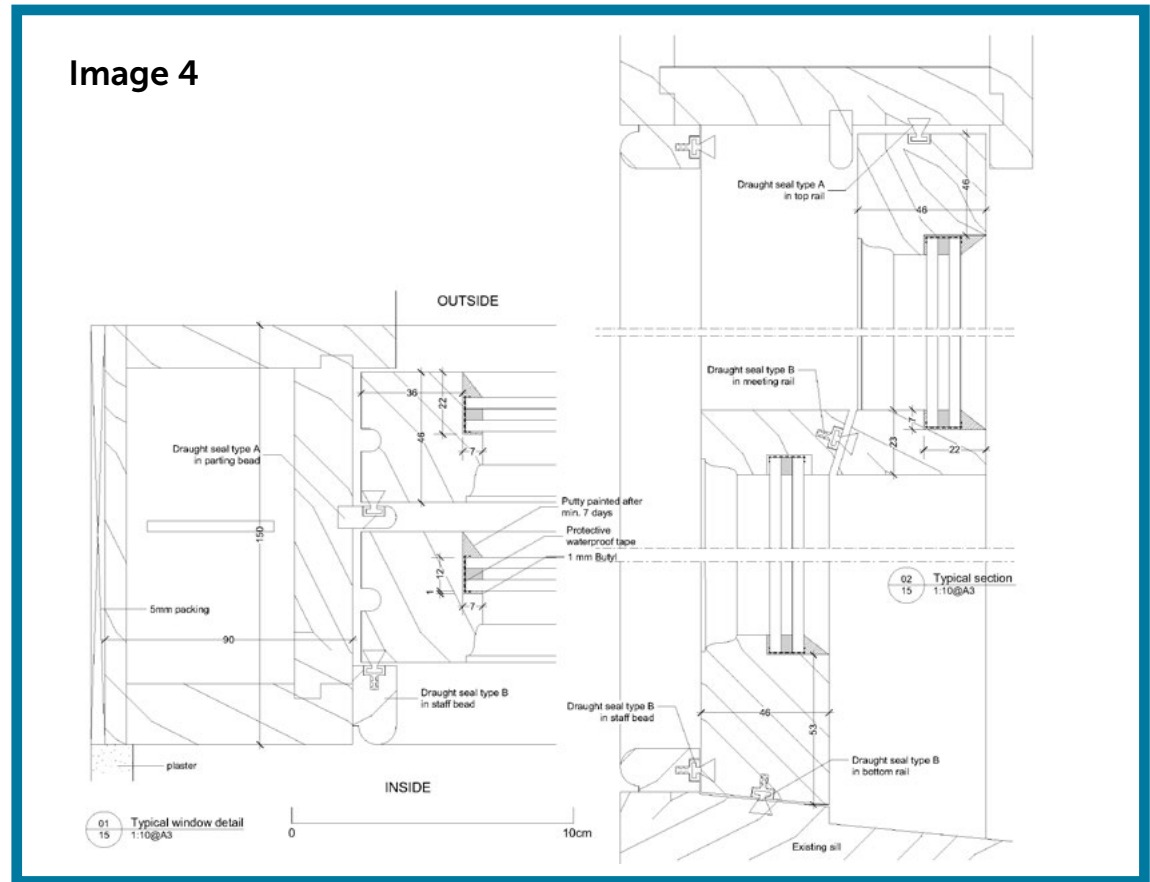 Image 4
OUTSIDE
36
22
46
7
Draught seal type A
in parting bead
150
Putty painted after
min. 7 days
Protective
waterproof tape
1 mm Butyl
12
1
7
5mm packing
90
Draught seal type B
in staff bead
plaster
INSIDE
01
15
Typical window detail
1:10@A3
0
10cm
Draught seal type A
in top rail
46
46
Draught seal type B
in meeting rail
7
23
22
02
15
Typical section
1:10@A3
Draught seal type B
in staff bead
46
53
Draught seal type B
in bottom rail
Existing sill